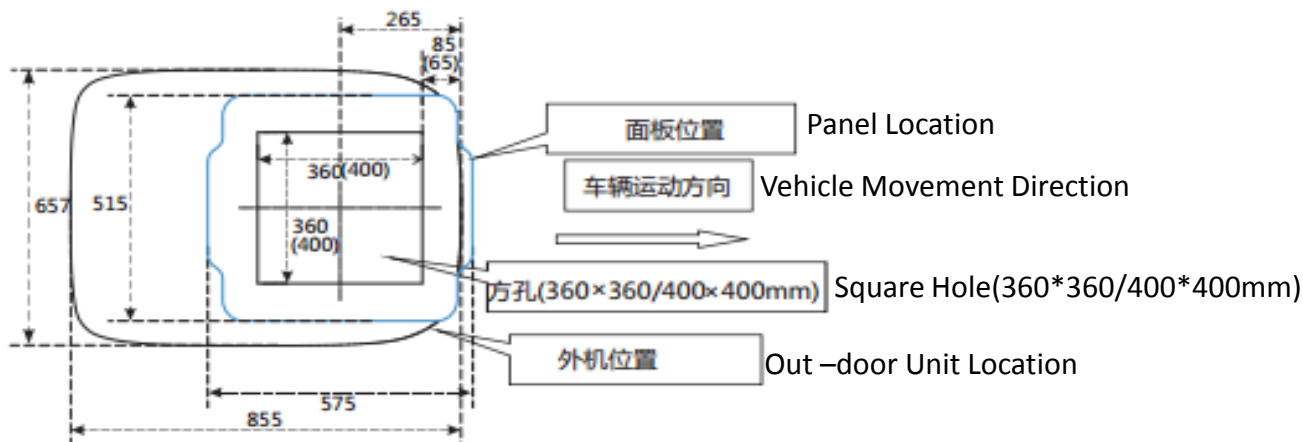 265
85
(65)
面板位置
Panel Location
360(400)
车辆运动方向
Vehicle Movement Direction
657
515
360
(400)
方孔(360×360/400×400mm)
Square Hole(360*360/400*400mm)
外机位置
Out –door Unit Location
575
855